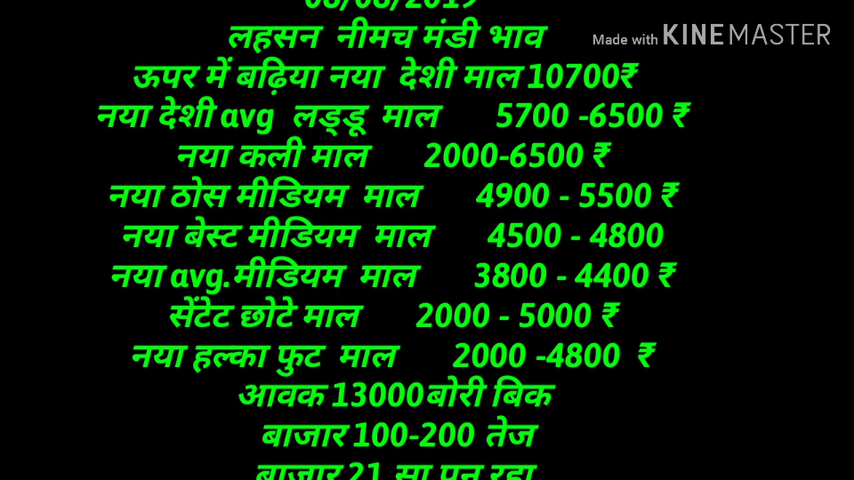 लहसन नीमच मंडी भाव
Made with KINEMASTER
ऊपर में बढ़िया नया देशी माल 10700₹
नया देशी avg लड्डू माल 5700 -6500 ₹
नया कली माल 2000-6500 ₹
नया ठोस मीडियम माल 4900 - 5500 ₹
नया बेस्ट मीडियम माल 4500 - 4800
नया avg.मीडियम माल 3800 - 4400 ₹
सेंटेट छोटे माल 2000 - 5000 ₹
नया हल्का फुट माल 2000 -4800 ₹
आवक 13000बोरी बिक
बाजार 100-200 तेज
बाजार 21